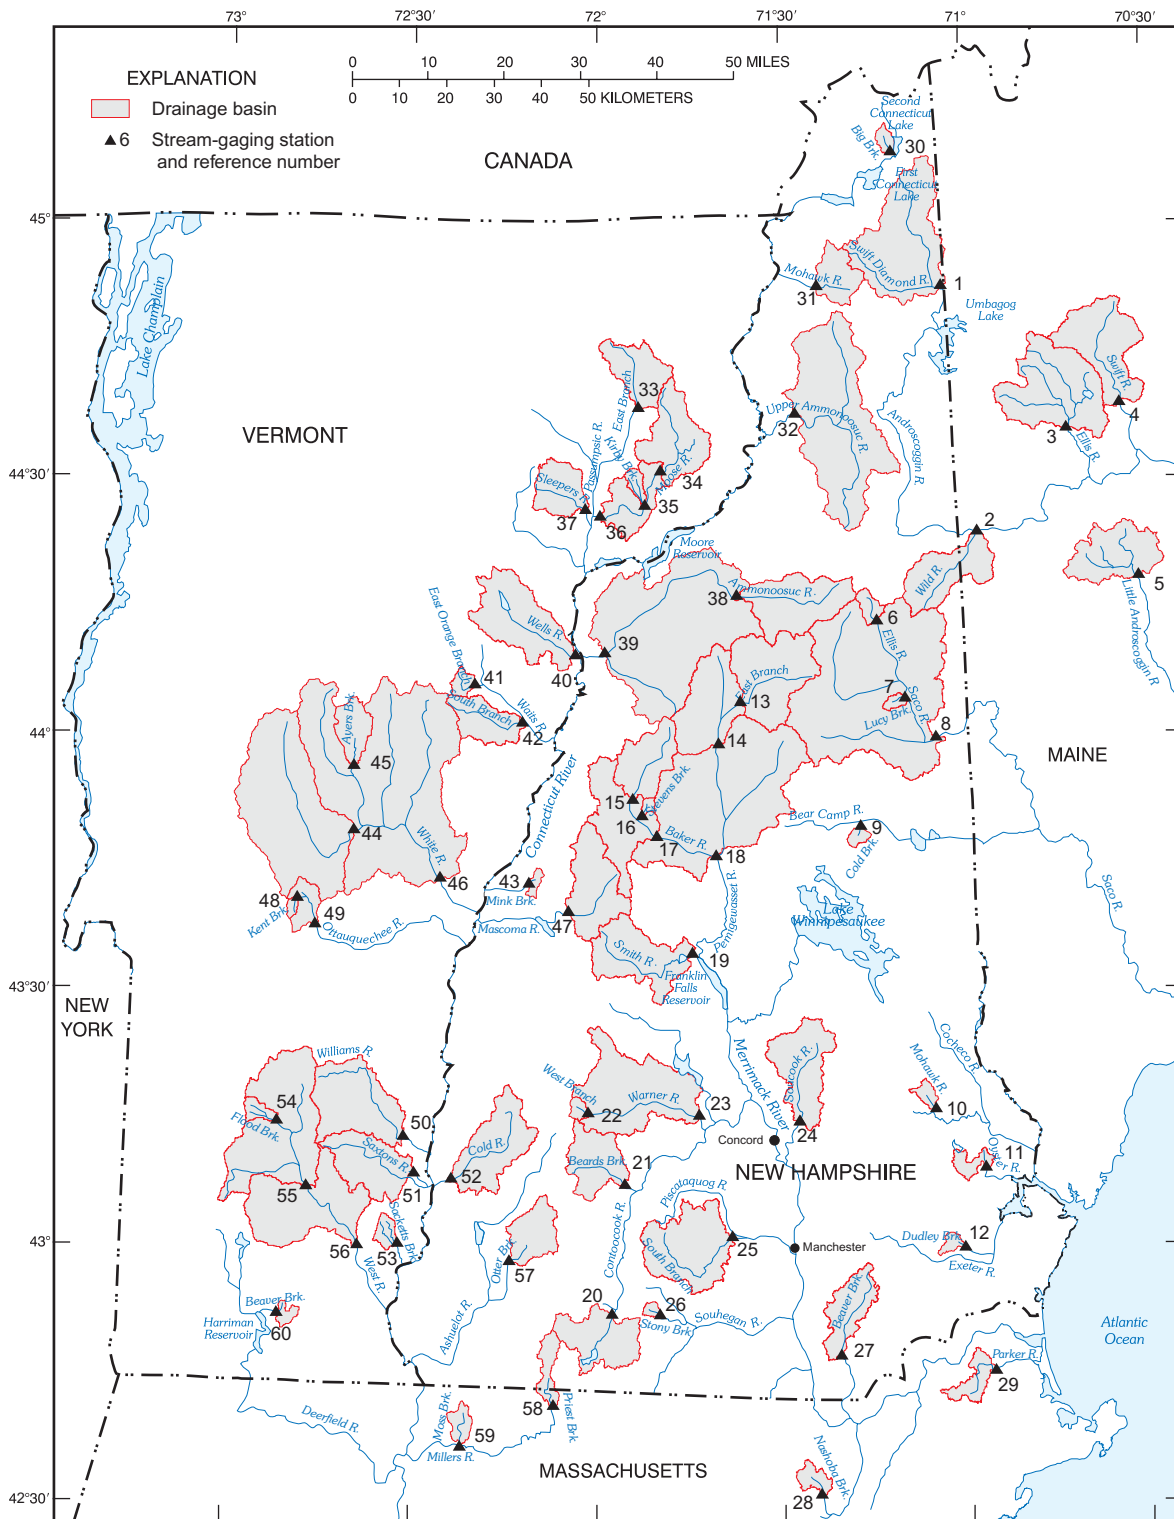 73°
72°30'
72°
71°30'
71°
70°30'
EXPLANATION
Drainage basin
6 Stream-gaging station
and reference number
0 10 20 30 40 50 MILES
0 10 20 30 40 50 KILOMETERS
CANADA
Second
Connecticut
Lake
Big Brk.
30
First
Connecticut
Lake
45°
Swift Diamond R.
1
Mohawk R.
31
Umbagog
Lake
Lake Champlain
VERMONT
33
East Branch
Upper Ammonoosuc R.
32
Androscoggin R.
Swift R.
4
3
Ellis R.
44°30'
Passumpsic R.
Kirby Brk.
Moose R.
34
Sleepers R.
35
37
36
2
Moore
Reservoir
5
Little Androscoggin R
Wild R.
Ammonoosuc R.
38
6
Ellis R.
East Orange Branch
Wells R.
39
40
41
South Branch
Waits R.
42
East Branch
13
7
Saco R.
Lucy Brk.
8
44°
Ayers Brk.
45
14
MAINE
Connecticut River
15
Stevens Brk.
16
Bear Camp R.
9
Cold Brk.
44
White R.
Baker R.
17
18
46
43
Mink Brk.
Saco R.
48
Kent Brk.
49
Ottauquechee R.
47
Mascoma R.
Pemigewasset R.
Lake
Winnipesaukee
Smith R.
19
Franklin
Falls
Reservoir
43°30'
NEW
YORK
Williams R.
Merrimack River
Soucook R.
Cocheco R.
Mohawk R.
West Branch
Warner R.
54
Flood Brk.
22
23
24
10
50
Concord
Saxtons R.
Cold R.
52
51
Beards Brk.
21
NEW HAMPSHIRE
11
Oyster R.
55
Piscataquog R.
Sacketts Brk.
Contoocook R.
43°
56
53
West R.
Otter Brk.
57
South Branch
25
Manchester
Dudley Brk.
12
Exeter R.
Beaver Brk.
60
Harriman
Reservoir
Ashuelot R.
20
26
Stony Brk
Souhegan R.
Beaver Brk.
27
Atlantic
Ocean
Parker R.
29
Deerfield R.
Moss Brk.
58
Priest Brk.
59
Millers R.
MASSACHUSETTS
Nashoba Brk.
28
42°30'